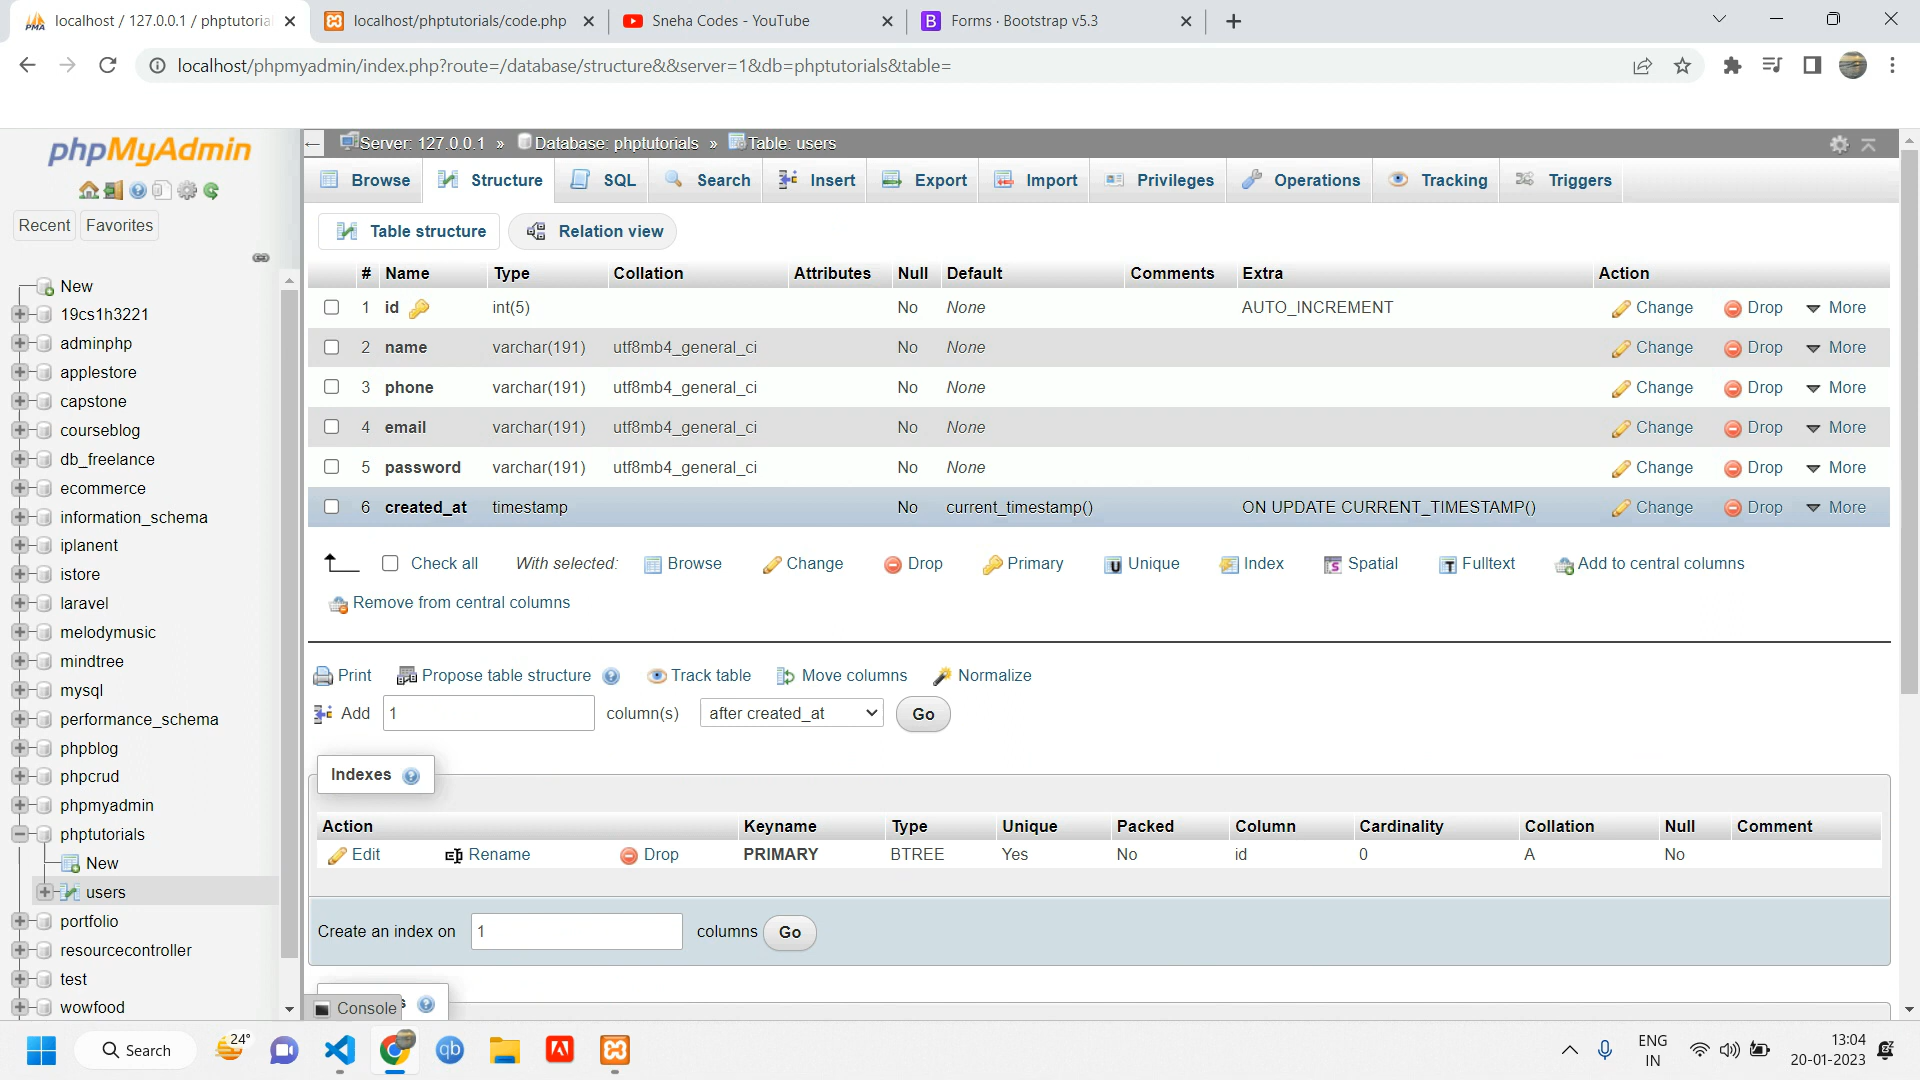 localhost / 127.0.0.1 / phptutorial
localhost/phptutorials/code.php
Sneha Codes - YouTube
Forms · Bootstrap v5.3
localhost/phpmyadmin/index.php?route=/database/structure&&server=1&db=phptutorials&table=
phpMyAdmin
Recent Favorites
New
19cs1h3221
adminphp
applestore
capstone
courseblog
db_freelance
ecommerce
information_schema
iplanent
istore
laravel
melodymusic
mindtree
mysql
performance_schema
phpblog
phpcrud
phpmyadmin
phptutorials
New
users
portfolio
resourcecontroller
test
wowfood
Server: 127.0.0.1 » Database: phptutorials » Table: users
Browse Structure SQL Search Insert Export Import Privileges Operations Tracking Triggers
Table structure Relation view
# Name Type Collation Attributes Null Default Comments Extra Action
1 id int(5) No None AUTO_INCREMENT Change Drop More
2 name varchar(191) utf8mb4_general_ci No None Change Drop More
3 phone varchar(191) utf8mb4_general_ci No None Change Drop More
4 email varchar(191) utf8mb4_general_ci No None Change Drop More
5 password varchar(191) utf8mb4_general_ci No None Change Drop More
6 created_at timestamp No current_timestamp() ON UPDATE CURRENT_TIMESTAMP() Change Drop More
Check all With selected: Browse Change Drop Primary Unique Index Spatial Fulltext Add to central columns
Remove from central columns
Print Propose table structure Track table Move columns Normalize
Add 1 column(s) after created_at Go
Indexes
Action Keyname Type Unique Packed Column Cardinality Collation Null Comment
Edit Rename Drop PRIMARY BTREE Yes No id 0 A No
Create an index on 1 columns Go
Console
Search
24°
ENG
IN
13:04
20-01-2023